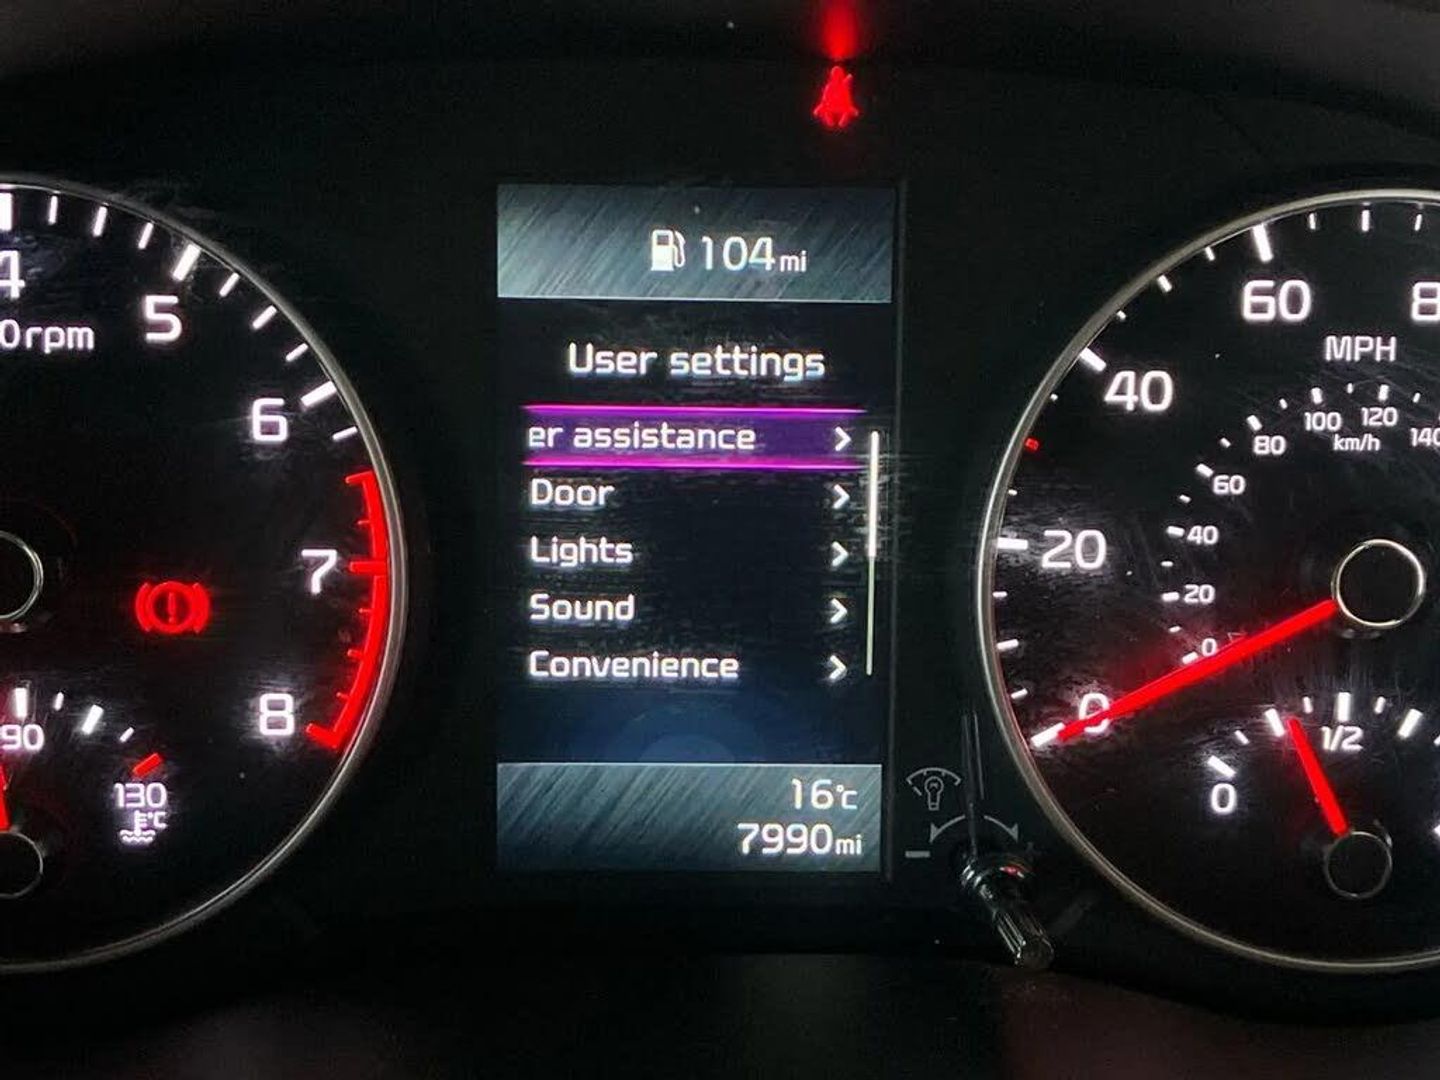 104mi
User settings
er assistance
Door
Lights
Sound
Convenience
16°C
7990mi
4
5
6
7
8
0rpm
90
130
°C
0
20
40
60
8
MPH
0
20
40
60
80
100
120
140
km/h
0
1/2